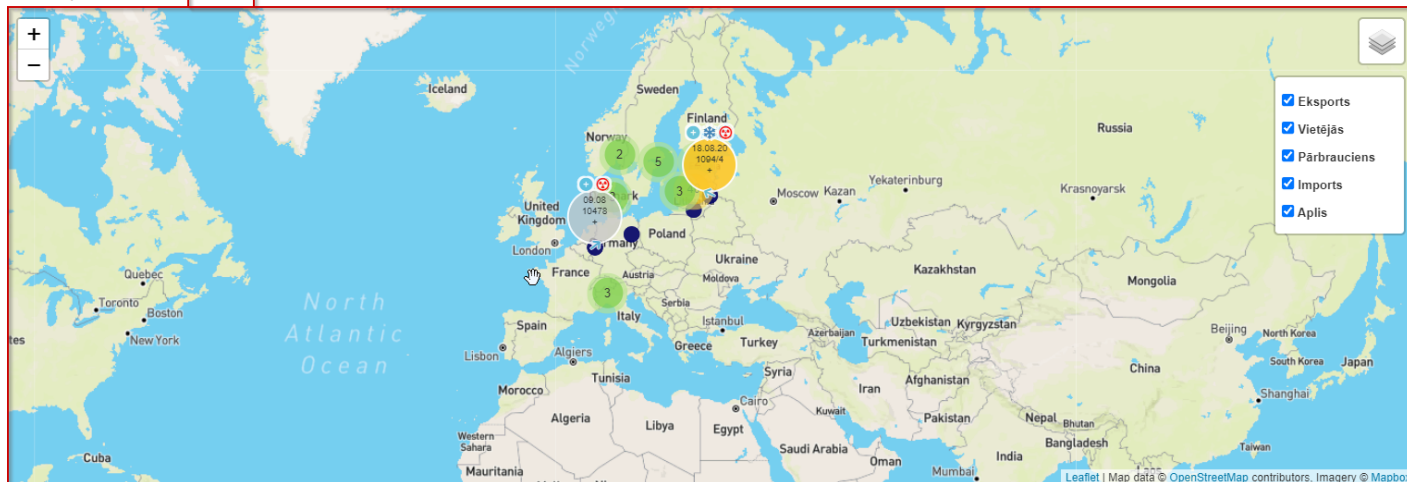 +
−
Iceland
Norwegi
Sweden
Finland
Norway
Russia
Eksports
Vietējās
Pārbrauciens
Imports
Aplis
2
5
18.08.20
1094/4
+
3
09.08
10478
+
United
Kingdom
London
Poland
Moscow
Kazan
Yekaterinburg
Krasnoyarsk
France
Austria
Ukraine
Moldova
Kazakhstan
Mongolia
Quebec
Toronto
Boston
New York
North
Atlantic
Ocean
3
Serbia
Italy
Spain
Lisbon
Istanbul
Greece
Turkey
Azerbaijan
Uzbekistan
Kyrgyzstan
Turkmenistan
Beijing
North Korea
South Korea
Japan
China
Shanghai
Algiers
Tunisia
Morocco
Syria
Iran
Afghanistan
Algeria
Libya
Cairo
Egypt
Kuwait
Pakistan
Nepal
Bhutan
Bangladesh
Taiwan
Western
Sahara
Saudi Arabia
Oman
India
Mumbai
Mauritania
Cuba
Leaflet | Map data © OpenStreetMap contributors, Imagery © Mapbox